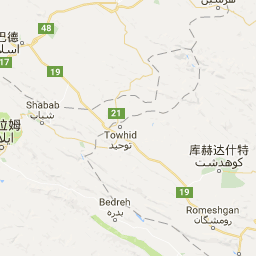 هرسین
48
巴德
اسلا
17
19
Shabab
شباب
21
Towhid
توحید
拉姆
ایلا
库赫达什特
کوهدشت
19
Bedreh
بدره
Romeshgan
رومشگان